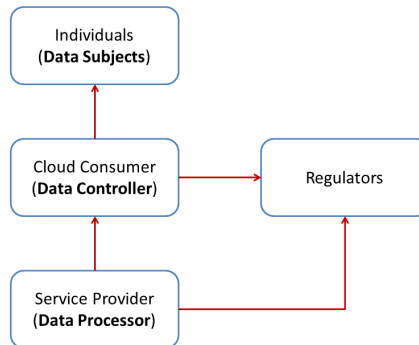 Individuals
(Data Subjects)
Cloud Consumer
(Data Controller)
Regulators
Service Provider
(Data Processor)